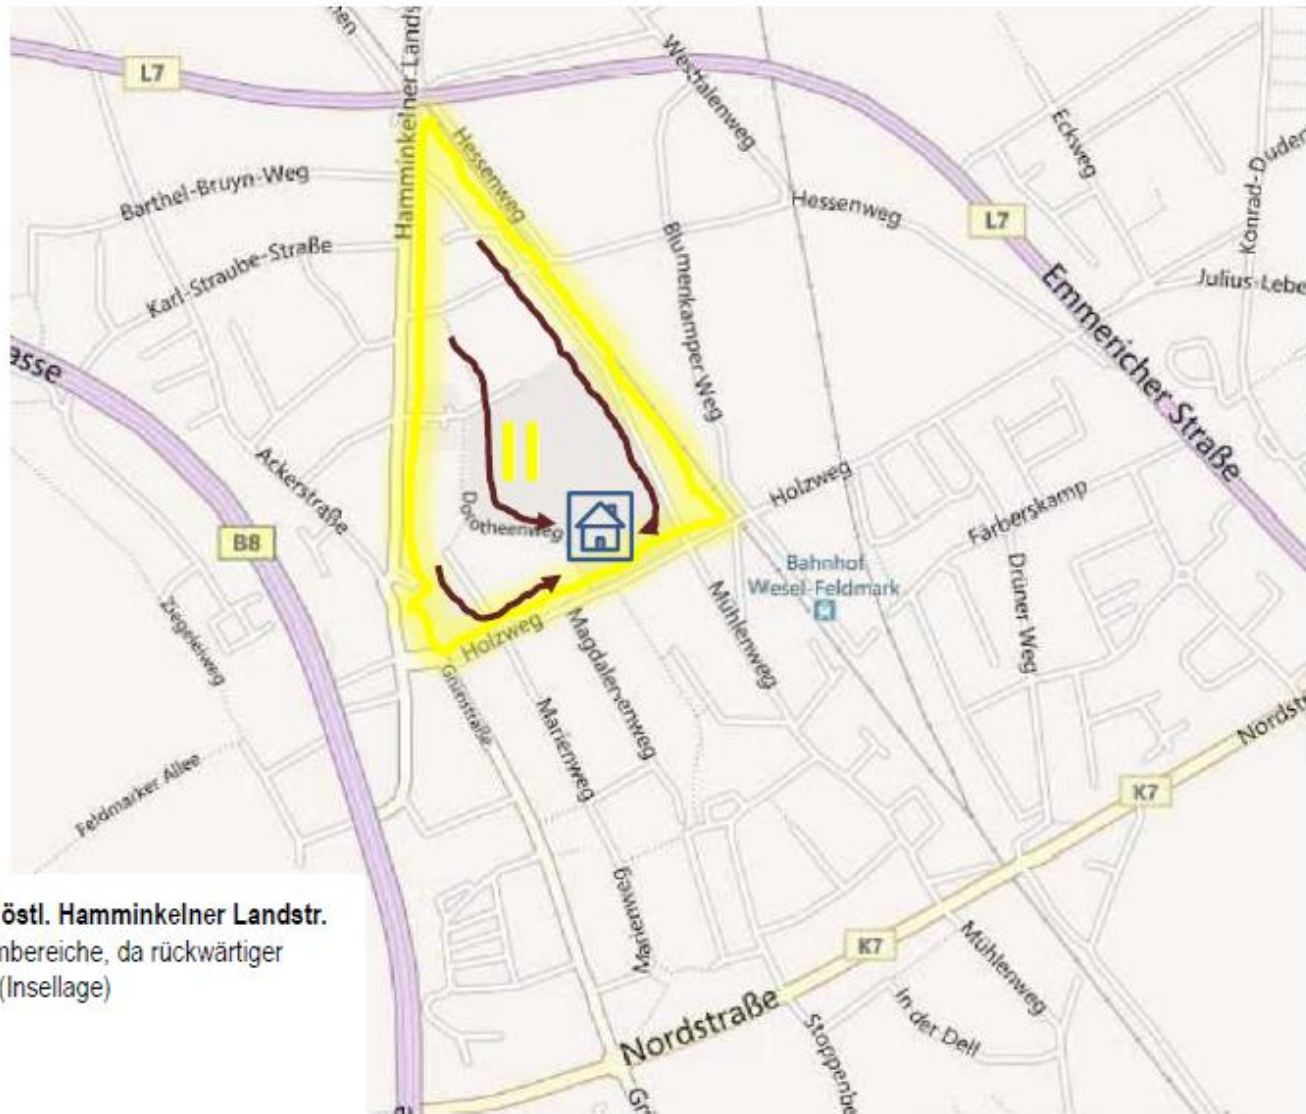 Hamminkelner Lands
L7
Westfalenweg
Eckweg
Konrad-Duden
Hessenweg
Barthel-Bruyn-Weg
Hessenweg
L7
Karl-Straube-Straße
Blumenkamper Weg
Julius-Lebe
Emmericher Straße
asse
II
Ackerstraße
Dorotheenweg
Holzweg
Färberskamp
B8
Bahnhof
Wesel-Feldmark
Drüner Weg
Ziegeleiweg
Holzweg
Magdalenenweg
Mühlenweg
Grünstraße
Marienweg
Nordstr
Feldmarker Allee
K7
Marienweg
östl. Hamminkelner Landstr.
nbereiche, da rückwärtiger
(Insellage)
K7
Mühlenweg
In der Dell
Nordstraße
Stoppenbe
Gr